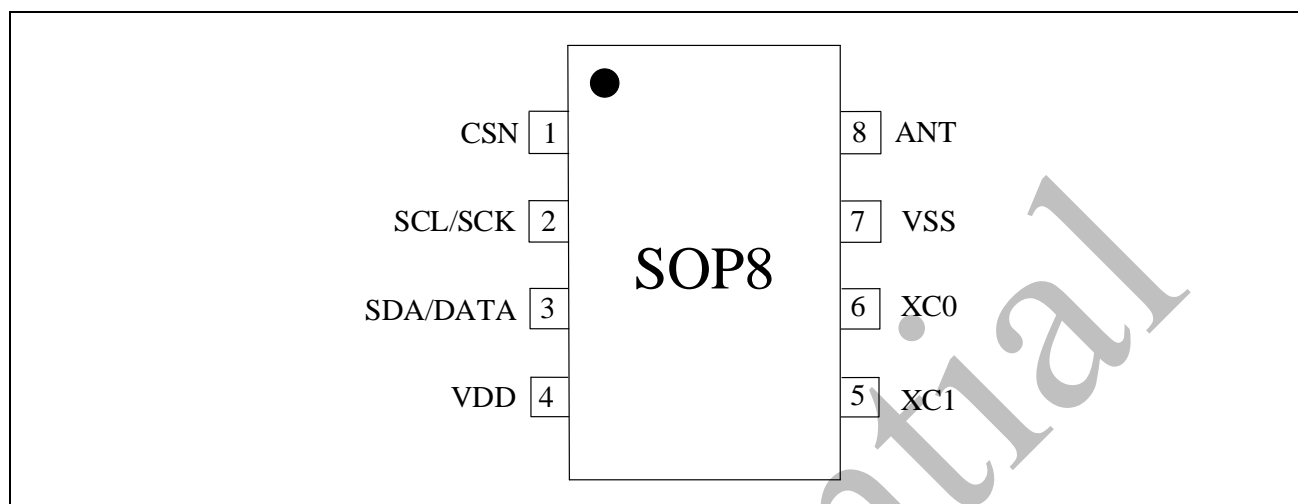 CSN 1
SCL/SCK 2
SDA/DATA 3
VDD 4
SOP8
8 ANT
7 VSS
6 XC0
5 XC1
ntial